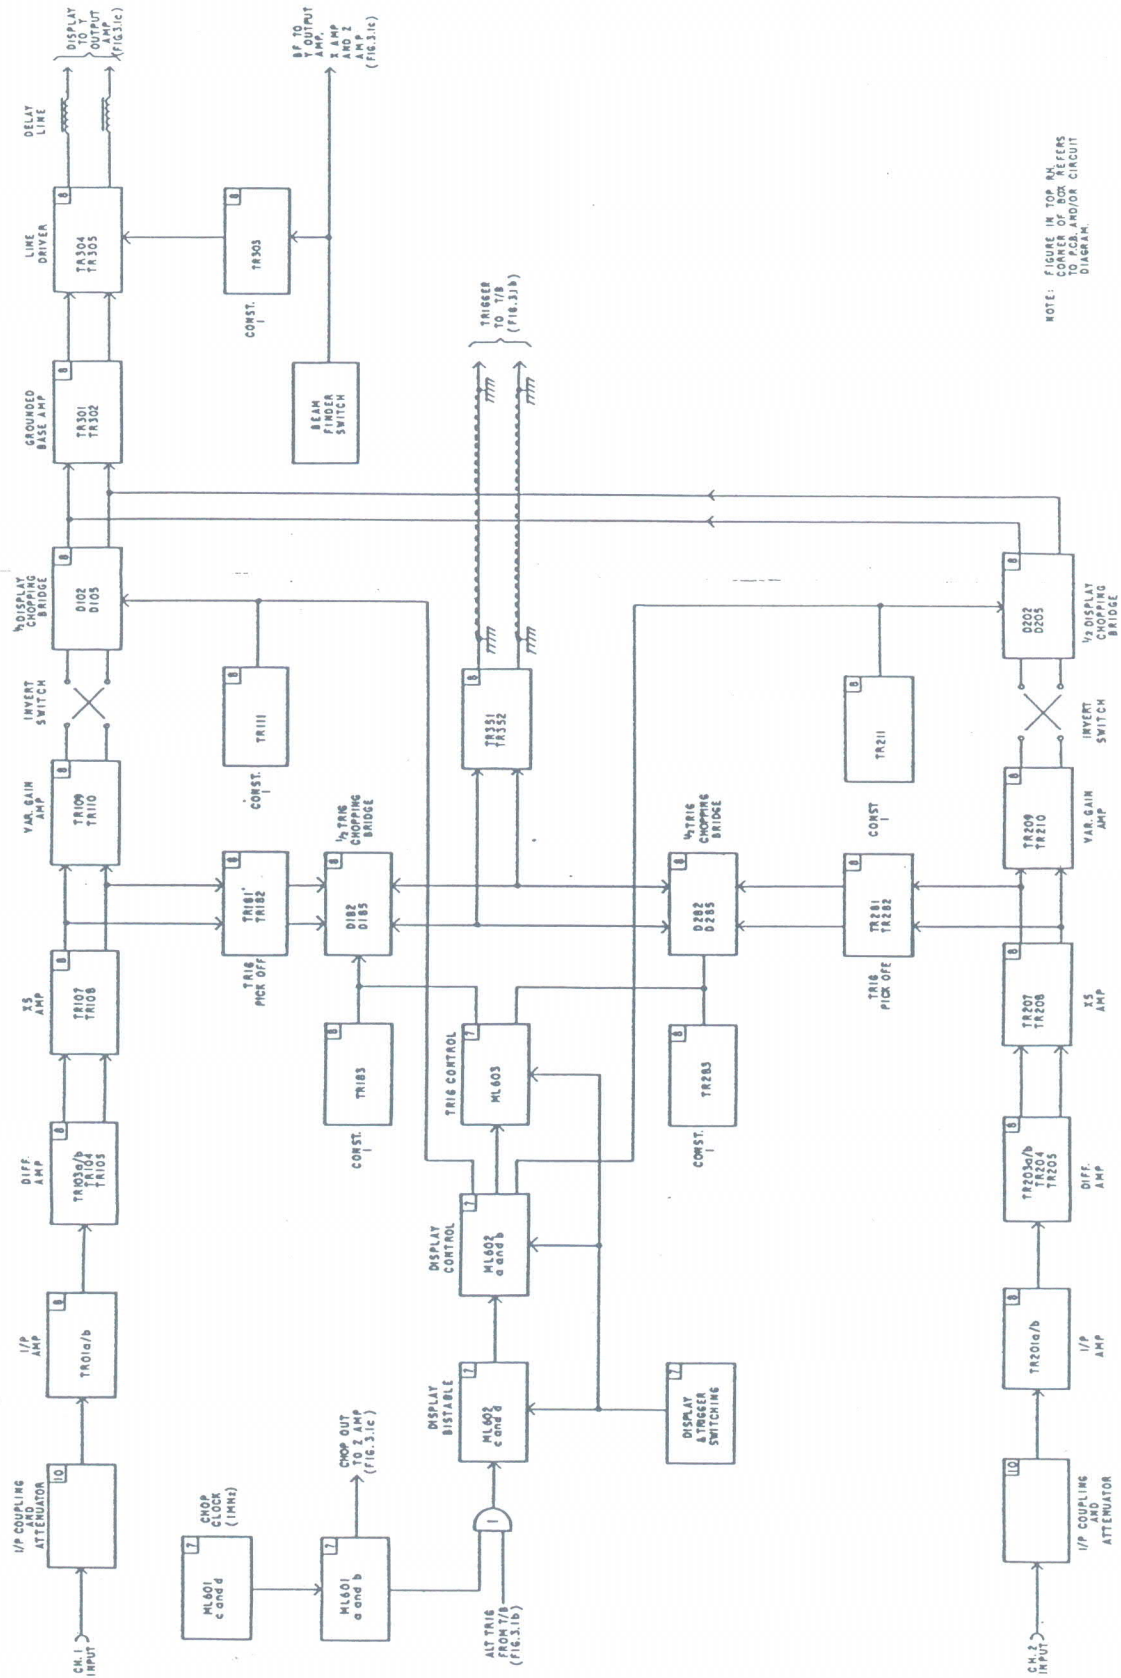 CH.1
INPUT
I/P COUPLING
AND
ATTENUATOR
10
I/P
AMP
8
TR01a/b
DIFF.
AMP
8
TR103a/b
TR104
TR105
X5
AMP
8
TR107
TR108
VAR. GAIN
AMP
8
TR109
TR110
INVERT
SWITCH
½ DISPLAY
CHOPPING
BRIDGE
8
D102
D105
GROUNDED
BASE AMP
8
TR301
TR302
LINE
DRIVER
8
TR304
TR305
DELAY
LINE
DISPLAY
TO Y
OUTPUT
AMP
(FIG.3.1c)
TRIG
PICK OFF
8
TR181
TR182
8
TR111
CONST.
I
CONST.
I
8
TR303
BF TO
Y OUTPUT
AMP,
X AMP
AND Z
AMP
(FIG.3.1c)
BEAM
FINDER
SWITCH
½ TRIG
CHOPPING
BRIDGE
8
D182
D185
8
TR183
CONST.
I
7
ML601
c and d
CHOP
CLOCK
(1MHz)
7
ML601
a and b
CHOP OUT
TO Z AMP
(FIG.3.1c)
ALT TRIG
FROM T/B
(FIG.3.1b)
1
DISPLAY
BISTABLE
7
ML602
c and d
DISPLAY
CONTROL
7
ML602
a and b
TRIG CONTROL
7
ML603
8
TR351
TR352
TRIGGER
TO T/B
(FIG.3.1b)
7
DISPLAY
& TRIGGER
SWITCHING
8
TR283
CONST.
I
½ TRIG
CHOPPING
BRIDGE
8
D282
D285
TRIG
PICK OFF
8
TR281
TR282
CONST
I
8
TR211
CH.2
INPUT
10
I/P COUPLING
AND
ATTENUATOR
8
TR201a/b
I/P
AMP
8
TR203a/b
TR204
TR205
DIFF.
AMP
8
TR207
TR208
X5
AMP
8
TR209
TR210
VAR. GAIN
AMP
INVERT
SWITCH
8
D202
D205
½ DISPLAY
CHOPPING
BRIDGE
NOTE: FIGURE IN TOP RH.
CORNER OF BOX REFERS
TO P.C.B. AND/OR CIRCUIT
DIAGRAM.